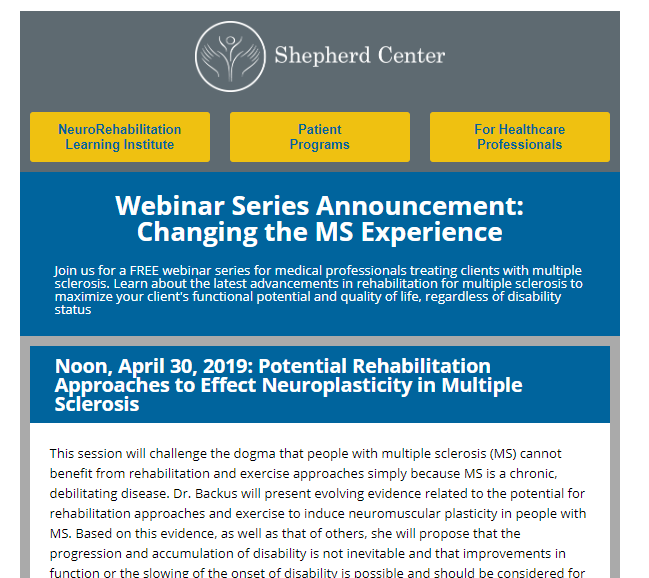 Shepherd Center
NeuroRehabilitation
Learning Institute
Patient
Programs
For Healthcare
Professionals
Webinar Series Announcement:
Changing the MS Experience
Join us for a FREE webinar series for medical professionals treating clients with multiple
sclerosis. Learn about the latest advancements in rehabilitation for multiple sclerosis to
maximize your client's functional potential and quality of life, regardless of disability
status
Noon, April 30, 2019: Potential Rehabilitation
Approaches to Effect Neuroplasticity in Multiple
Sclerosis
This session will challenge the dogma that people with multiple sclerosis (MS) cannot
benefit from rehabilitation and exercise approaches simply because MS is a chronic,
debilitating disease. Dr. Backus will present evolving evidence related to the potential for
rehabilitation approaches and exercise to induce neuromuscular plasticity in people with
MS. Based on this evidence, as well as that of others, she will propose that the
progression and accumulation of disability is not inevitable and that improvements in
function or the slowing of the onset of disability is possible and should be considered for